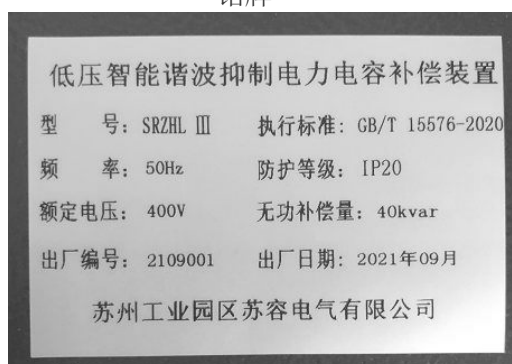 低压智能谐波抑制电力电容补偿装置
型 号: SRZHL Ⅲ 执行标准: GB/T 15576-2020
频 率: 50Hz 防护等级: IP20
额定电压: 400V 无功补偿量: 40kvar
出厂编号: 2109001 出厂日期: 2021年09月
苏州工业园区苏容电气有限公司